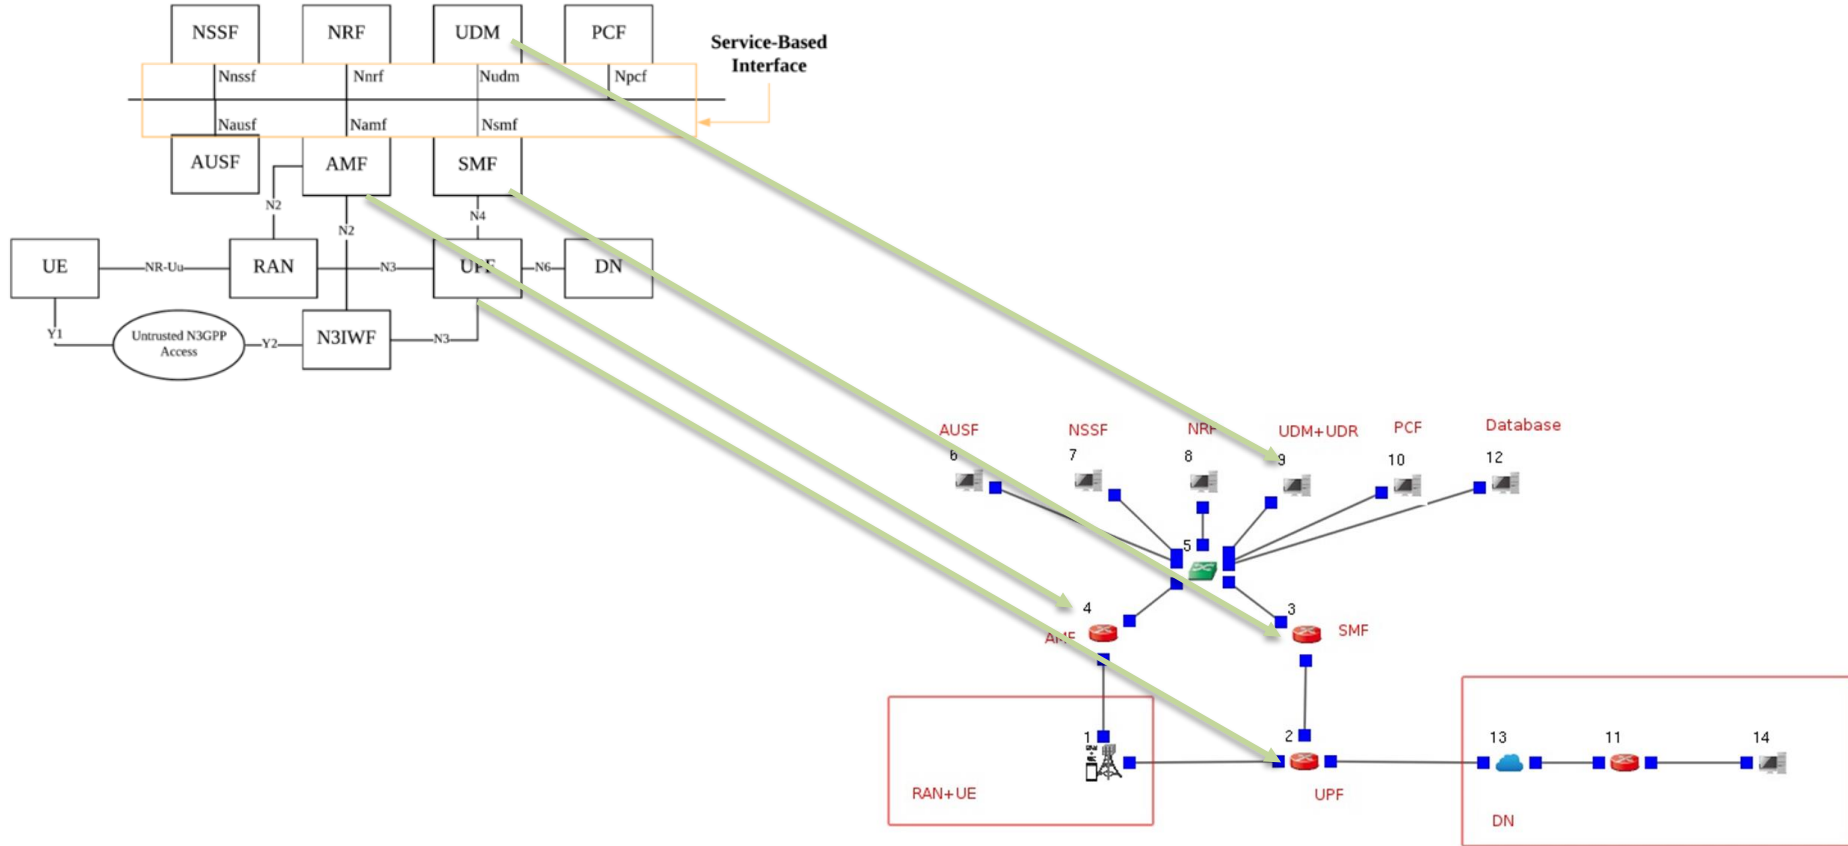 NSSF
NRF
UDM
PCF
Service-Based
Interface
Nnssf
Nnrf
Nudm
Npcf
Nausf
Namf
Nsmf
AUSF
AMF
SMF
N2
N4
N2
UE
NR-Uu
RAN
N3
UPF
N6
DN
Y1
Untrusted N3GPP
Access
Y2
N3IWF
N3
AUSF
NSSF
NRF
UDM+UDR
PCF
Database
6
7
8
9
10
12
5
4
3
AMF
SMF
1
2
13
11
14
RAN+UE
UPF
DN